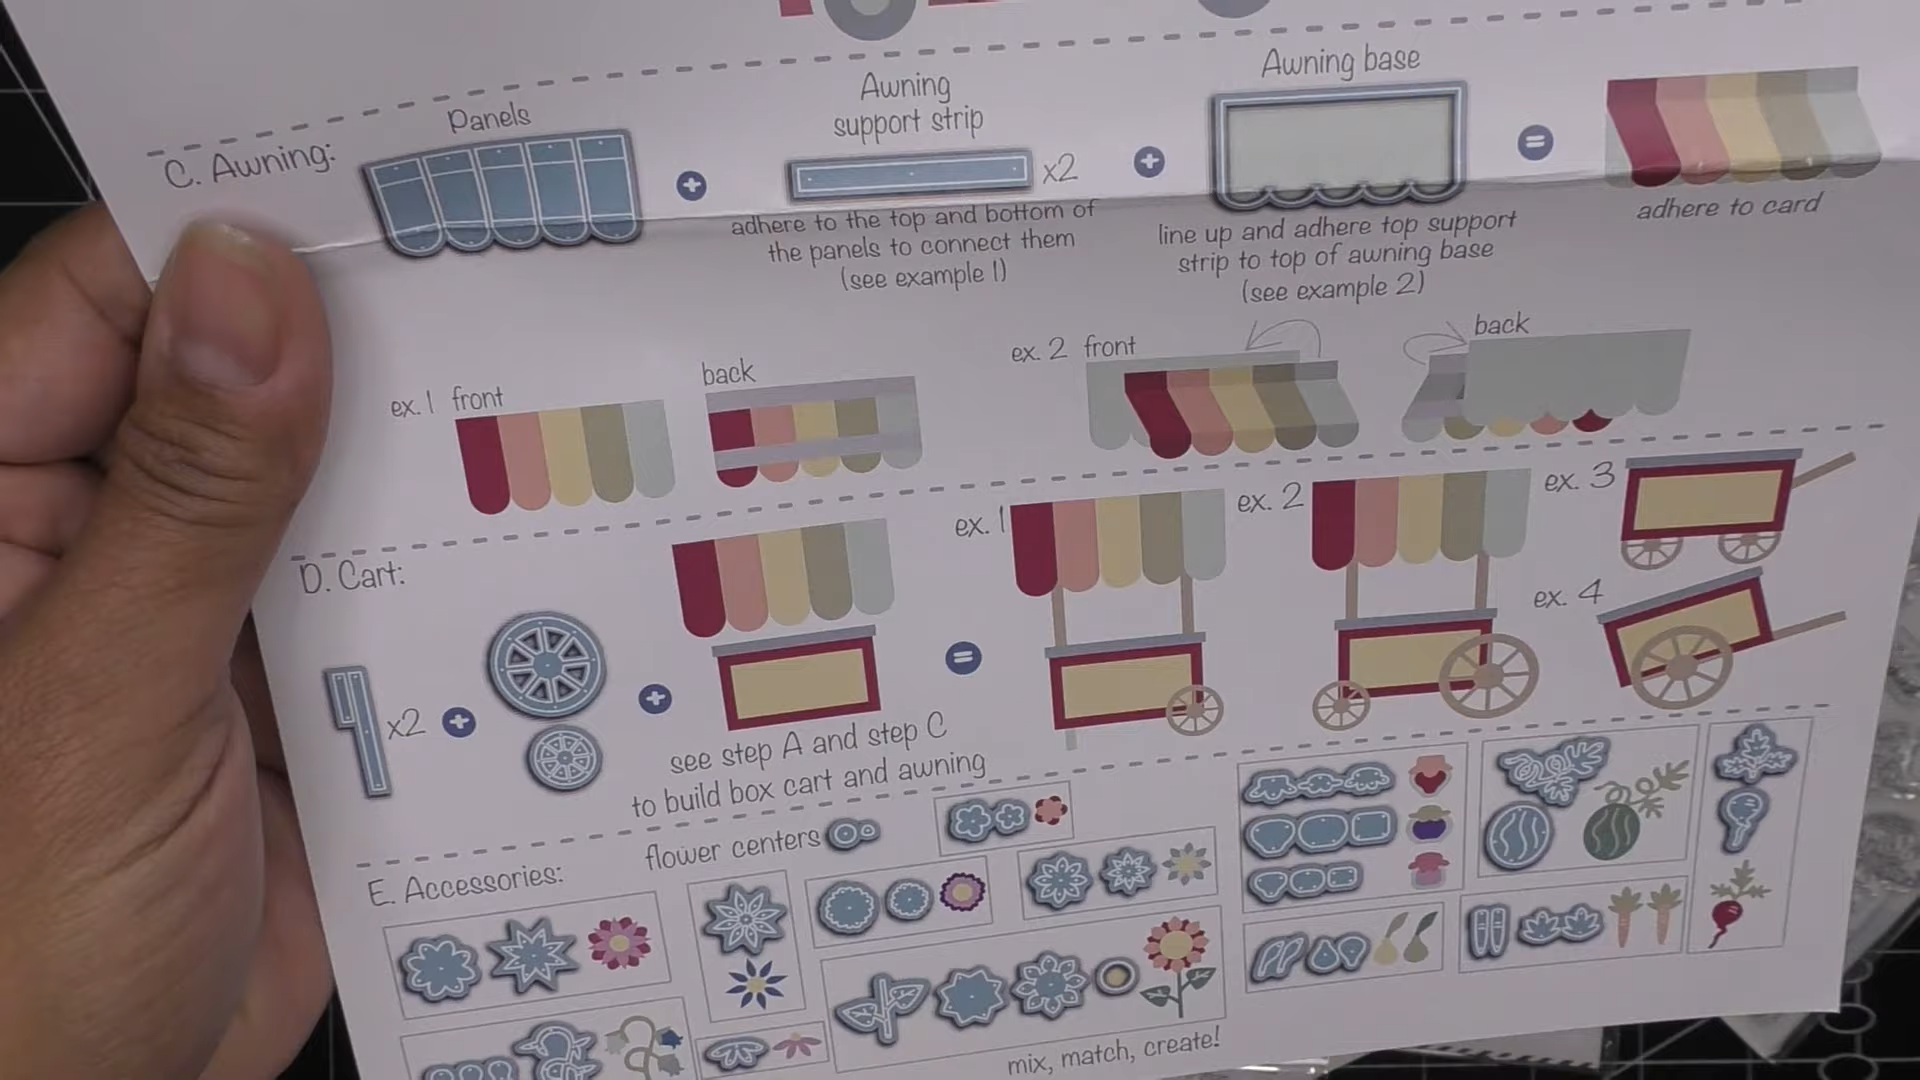 C. Awning:
Panels
Awning
support strip
x2
adhere to the top and bottom of
the panels to connect them
(see example 1)
Awning base
line up and adhere top support
strip to top of awning base
(see example 2)
adhere to card
ex. 1 front
back
ex. 2 front
back
D. Cart:
x2
see step A and step C
to build box cart and awning
ex. 1
ex. 2
ex. 3
ex. 4
E. Accessories:
flower centers
mix, match, create!